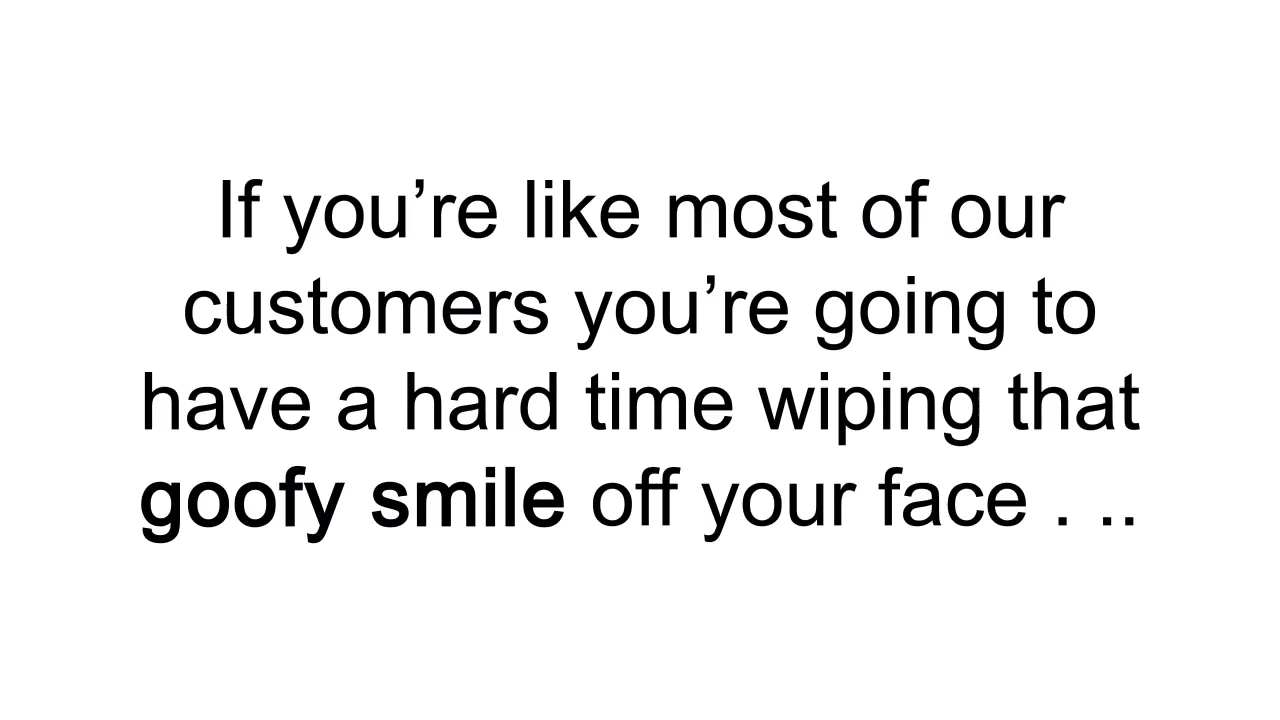 If you’re like most of our
customers you’re going to
have a hard time wiping that
goofy smile off your face . ..